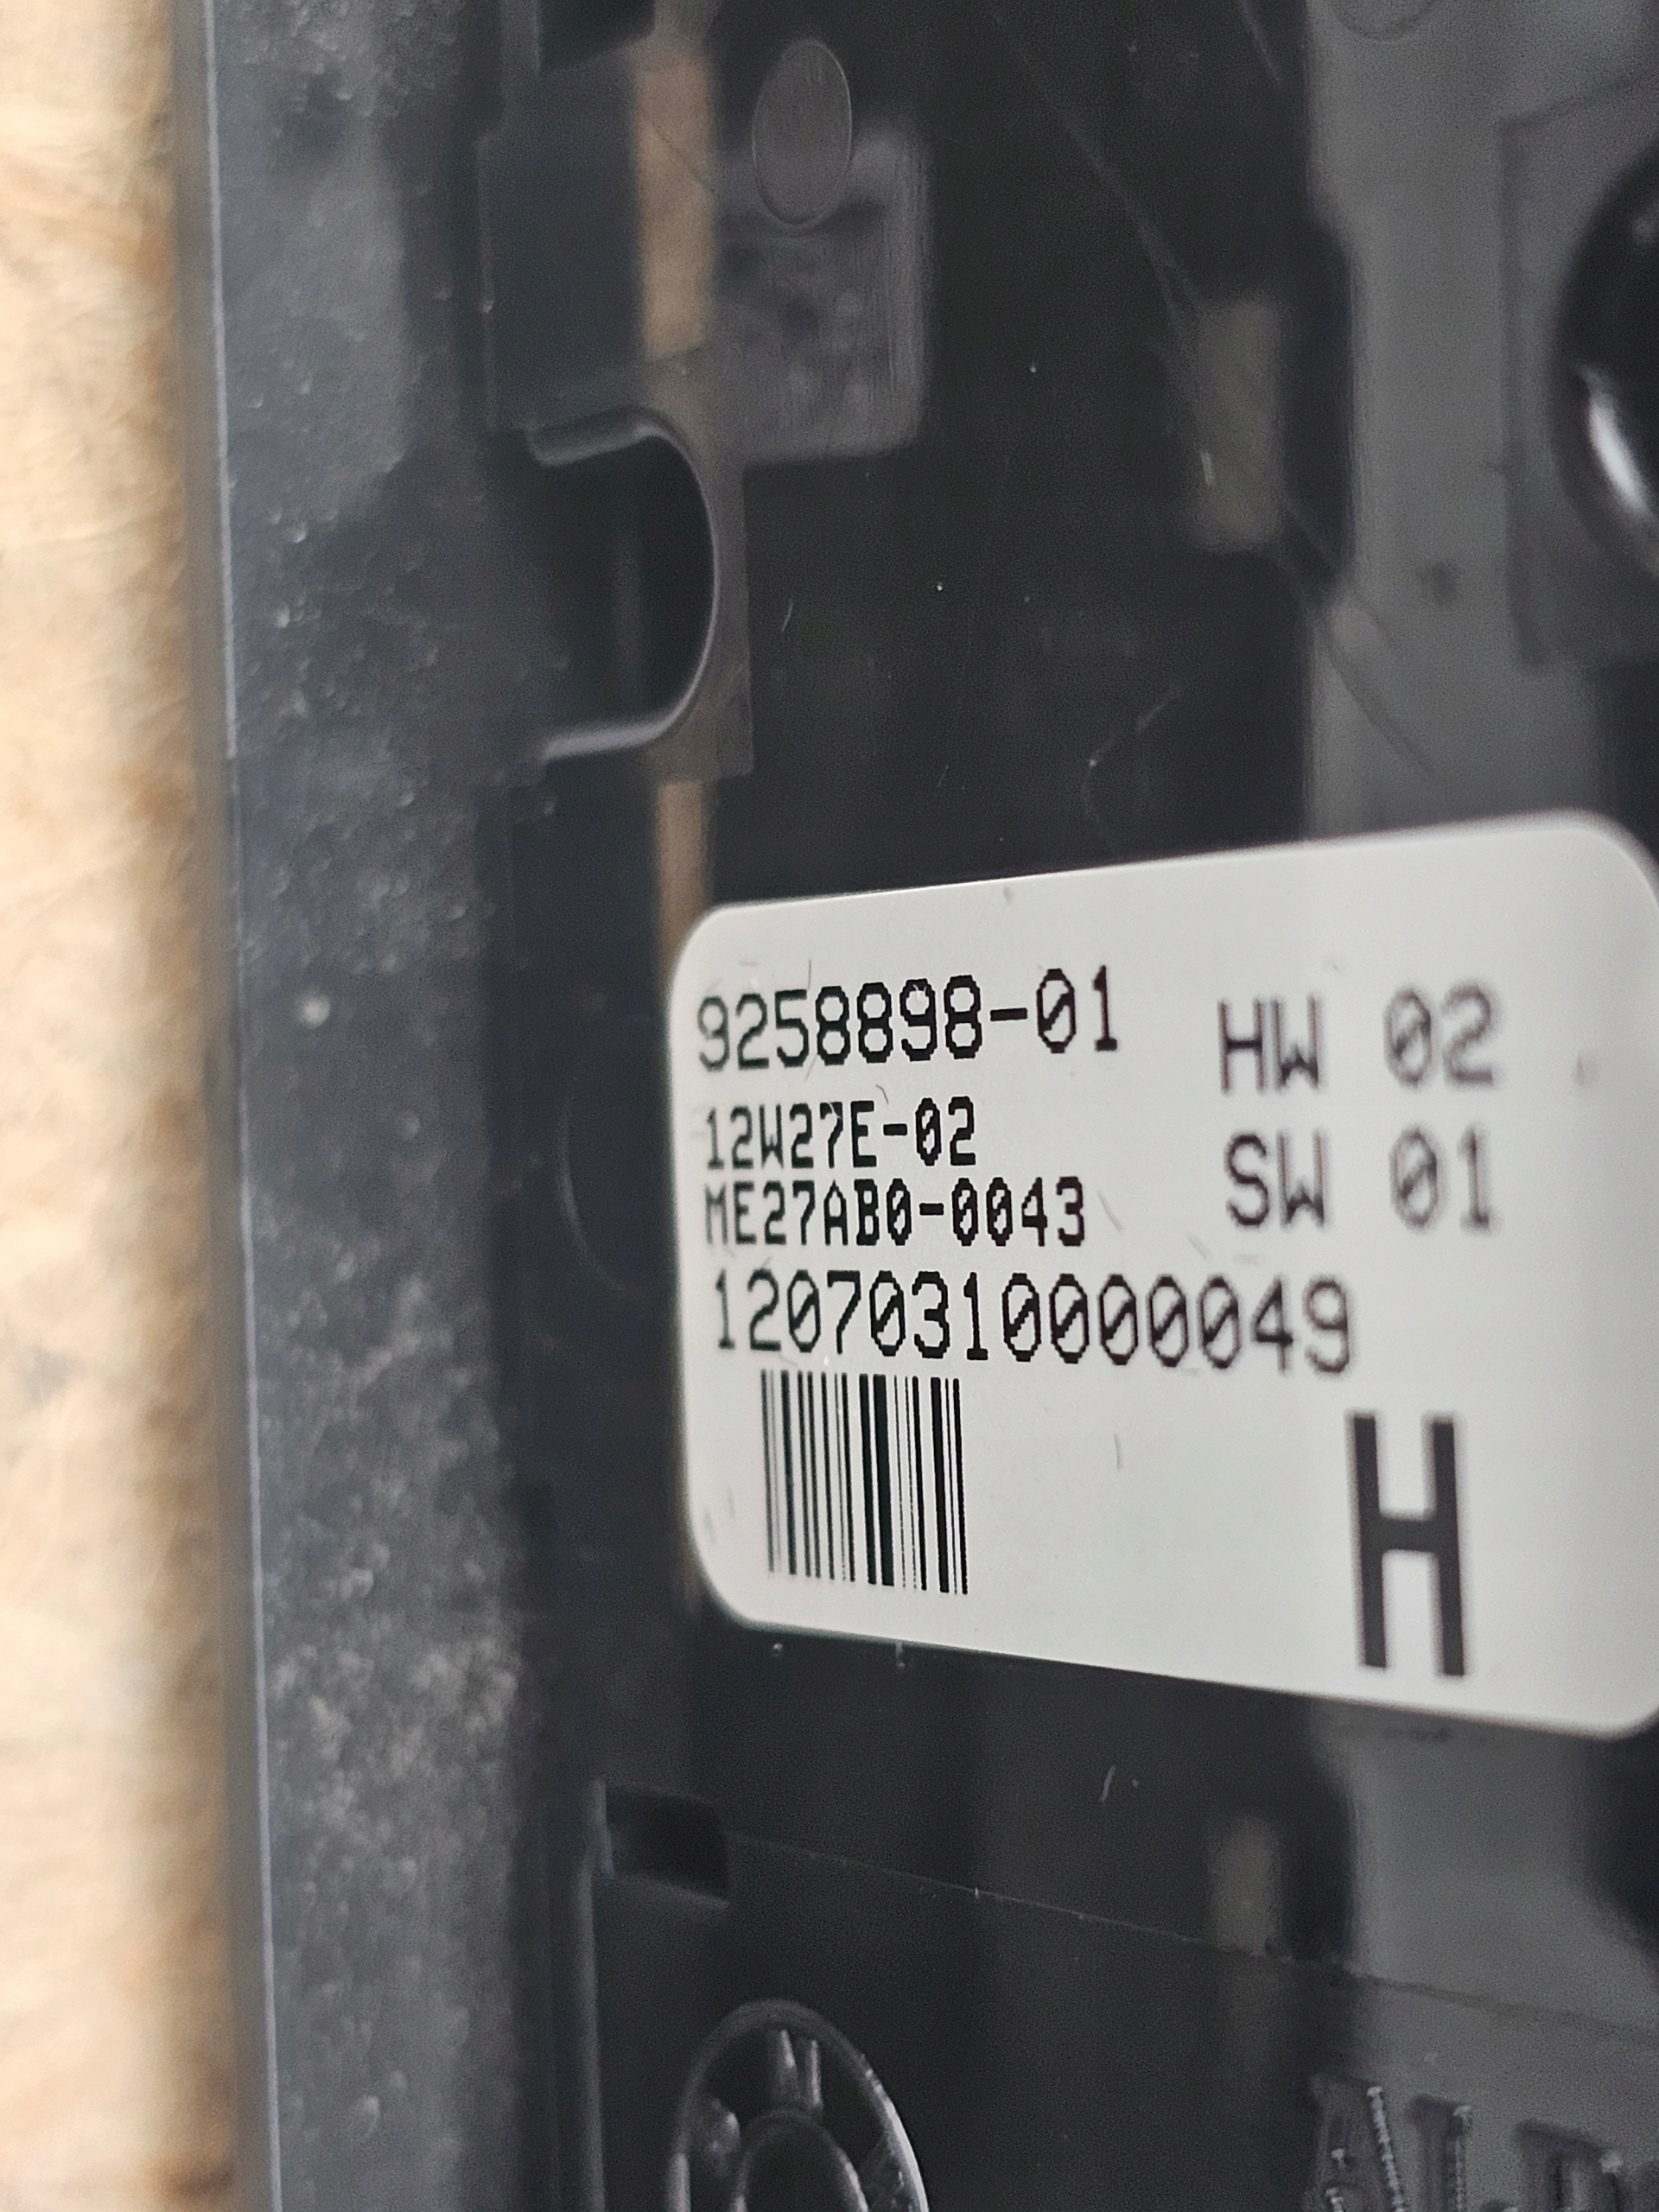 9258898-01 HW 02
12W27E-02
ME27AB0-0043 SW 01
12070310000049
H